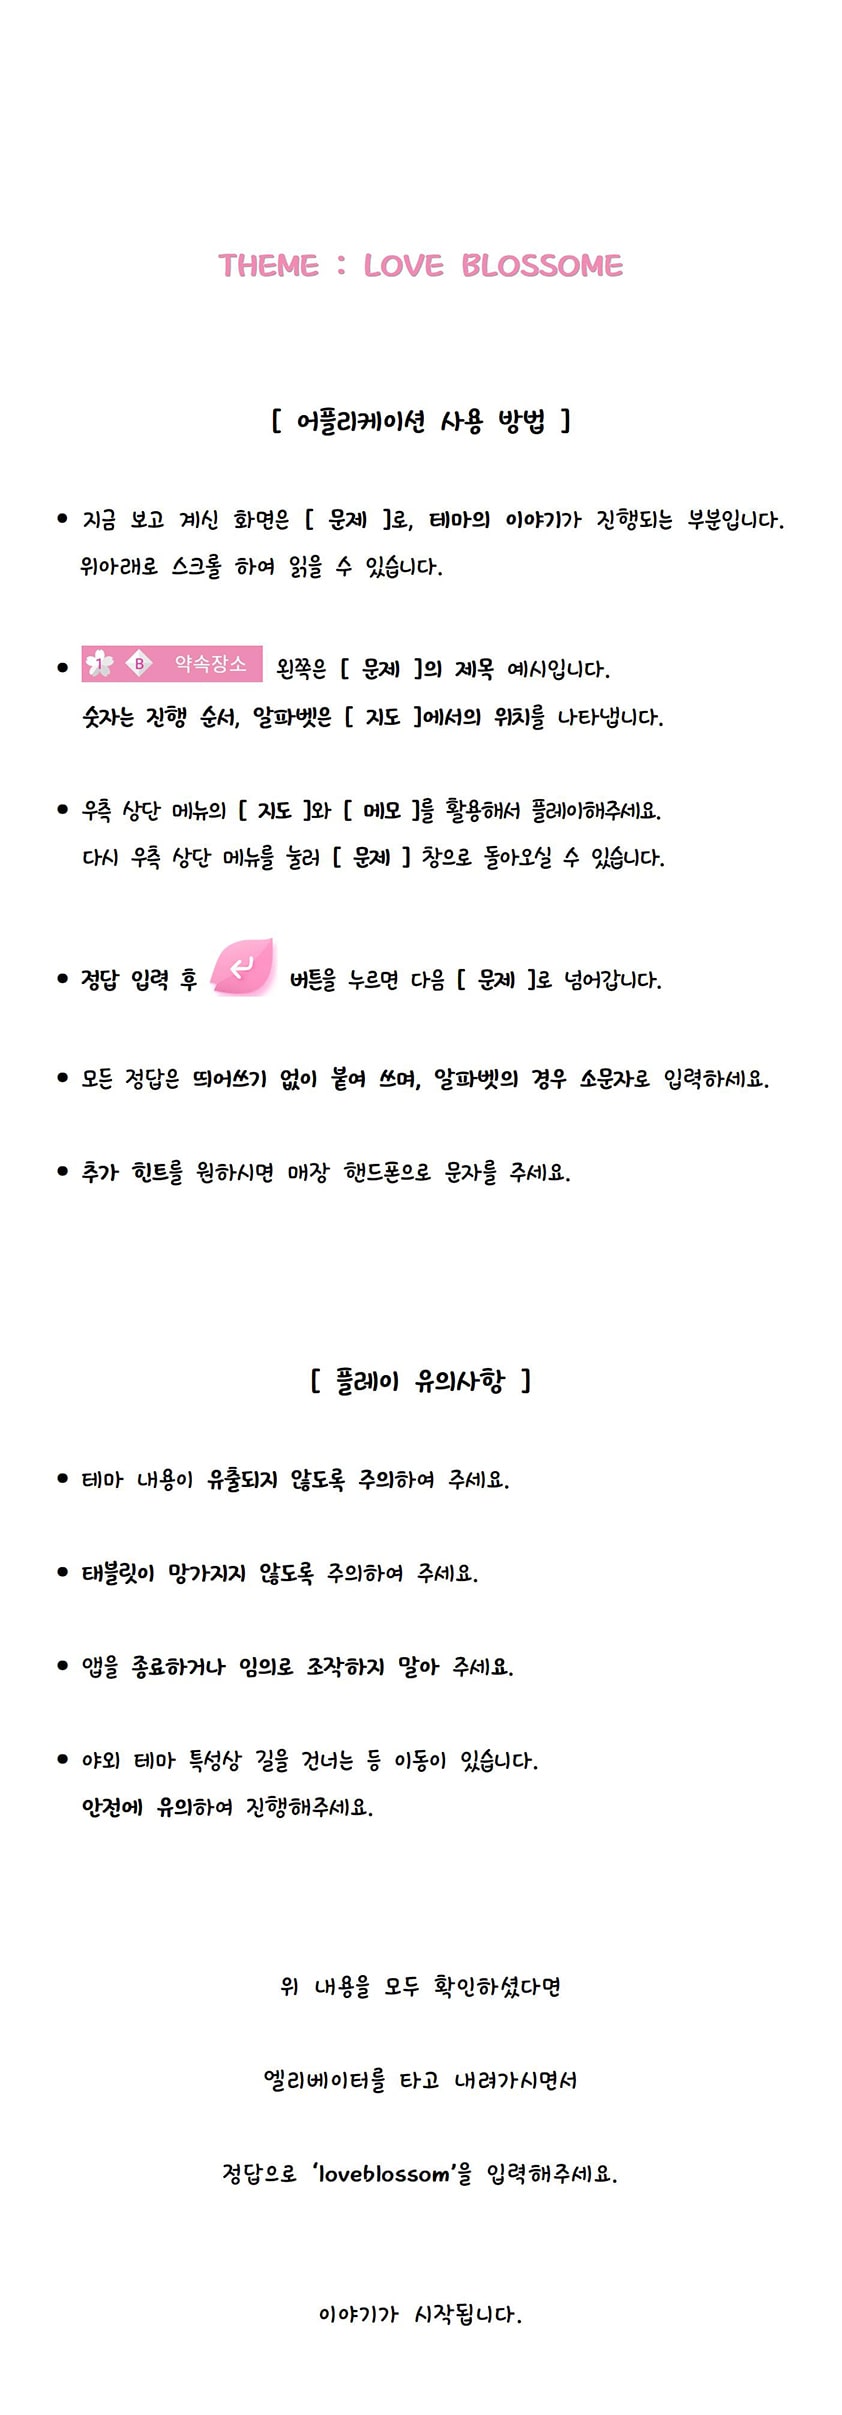 THEME : LOVE BLOSSOME
[ 어플리케이션 사용 방법 ]
• 지금 보고 계신 화면은 [ 문제 ]로, 테마의 이야기가 진행되는 부분입니다.
위아래로 스크롤 하여 읽을 수 있습니다.
• 1 B 약속장소 왼쪽은 [ 문제 ]의 제목 예시입니다.
숫자는 진행 순서, 알파벳은 [ 지도 ]에서의 위치를 나타냅니다.
• 우측 상단 메뉴의 [ 지도 ]와 [ 메모 ]를 활용해서 플레이해주세요.
다시 우측 상단 메뉴를 눌러 [ 문제 ] 창으로 돌아오실 수 있습니다.
• 정답 입력 후 버튼을 누르면 다음 [ 문제 ]로 넘어갑니다.
• 모든 정답은 띄어쓰기 없이 붙여 쓰며, 알파벳의 경우 소문자로 입력하세요.
• 추가 힌트를 원하시면 매장 핸드폰으로 문자를 주세요.
[ 플레이 유의사항 ]
• 테마 내용이 유출되지 않도록 주의하여 주세요.
• 태블릿이 망가지지 않도록 주의하여 주세요.
• 앱을 종료하거나 임의로 조작하지 말아 주세요.
• 야외 테마 특성상 길을 건너는 등 이동이 있습니다.
안전에 유의하여 진행해주세요.
위 내용을 모두 확인하셨다면
엘리베이터를 타고 내려가시면서
정답으로 ‘loveblossom’을 입력해주세요.
이야기가 시작됩니다.